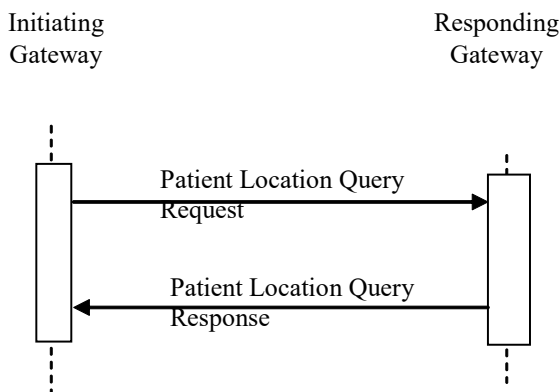 Initiating
Gateway
Responding
Gateway
Patient Location Query
Request
Patient Location Query
Response